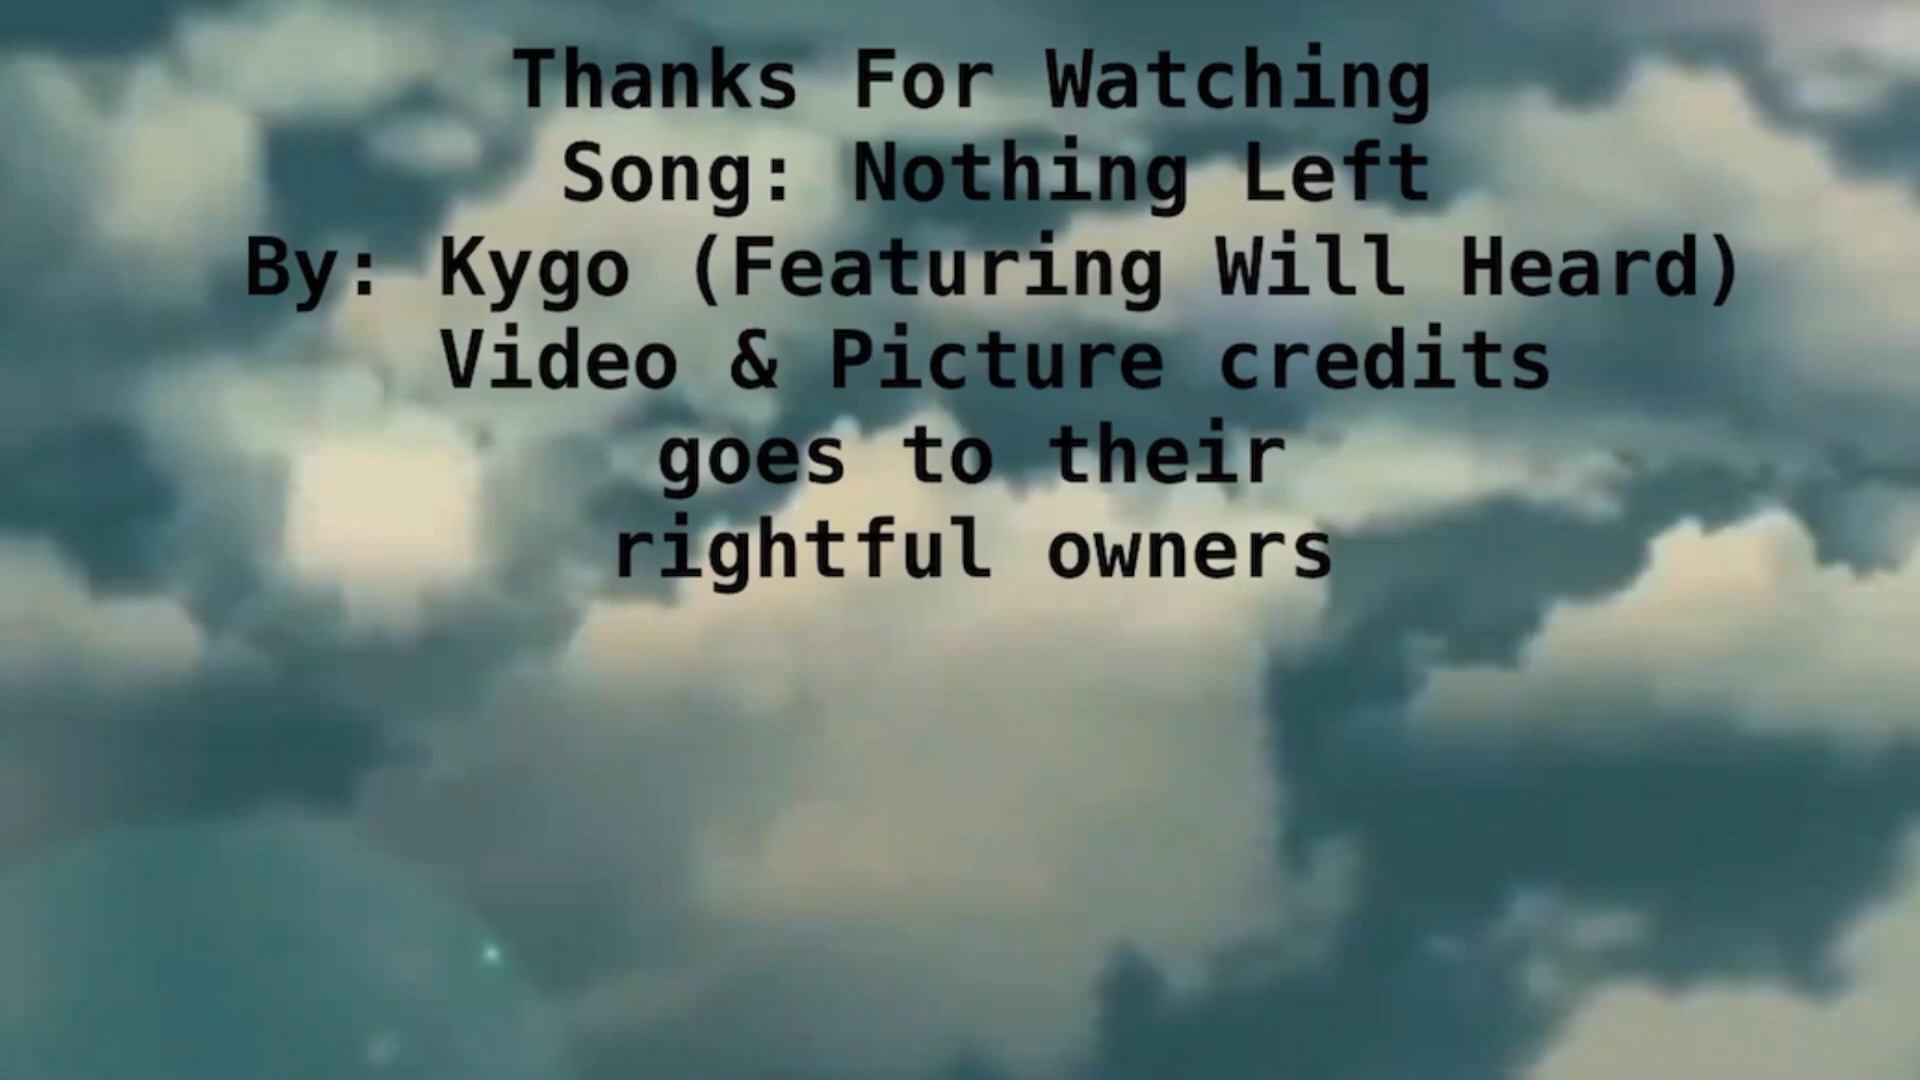 Thanks For Watching
Song: Nothing Left
By: Kygo (Featuring Will Heard)
Video & Picture credits
goes to their
rightful owners